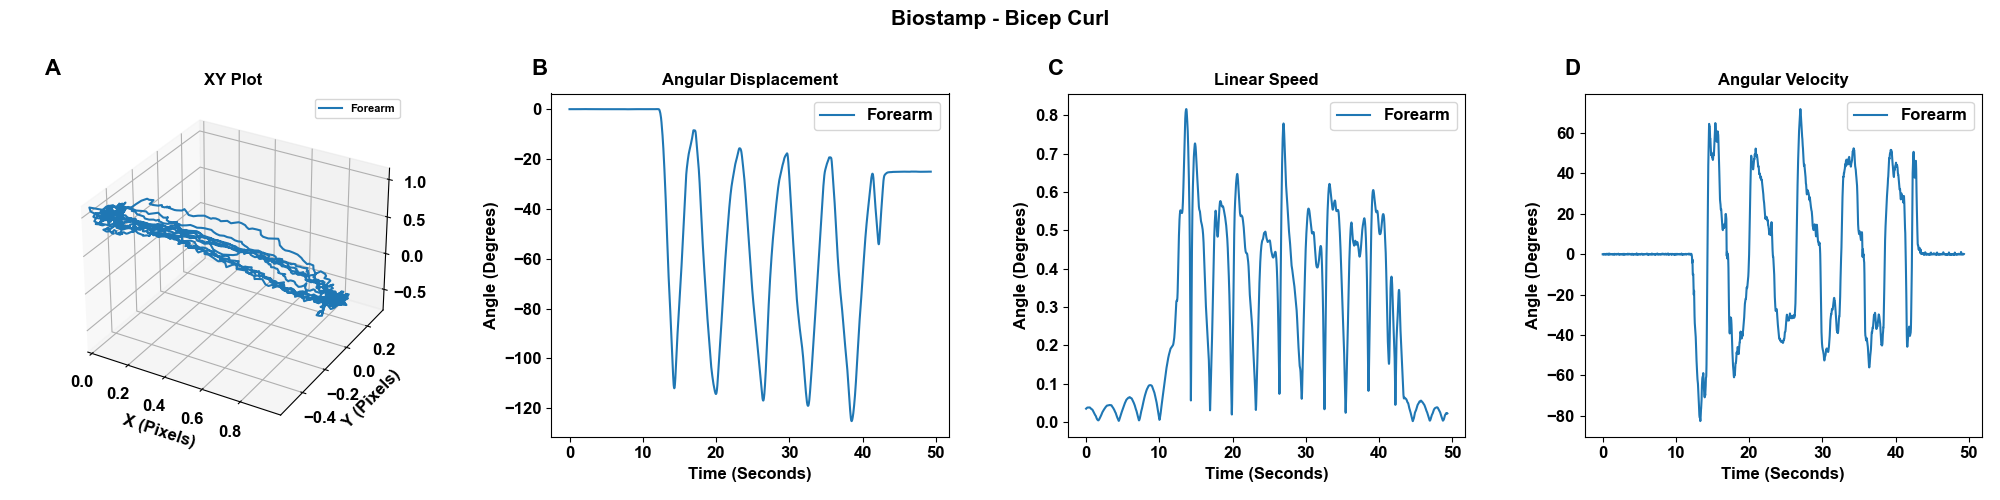 Biostamp - Bicep Curl
A
XY Plot
Forearm
1.0
0.5
0.0
−0.5
0.2
0.0
−0.2
−0.4
Y (Pixels)
0.0
0.2
0.4
0.6
0.8
X (Pixels)
B
Angular Displacement
Forearm
Angle (Degrees)
0
−20
−40
−60
−80
−100
−120
0 10 20 30 40 50
Time (Seconds)
C
Linear Speed
Forearm
Angle (Degrees)
0.8
0.7
0.6
0.5
0.4
0.3
0.2
0.1
0.0
0 10 20 30 40 50
Time (Seconds)
D
Angular Velocity
Forearm
Angle (Degrees)
60
40
20
0
−20
−40
−60
−80
0 10 20 30 40 50
Time (Seconds)